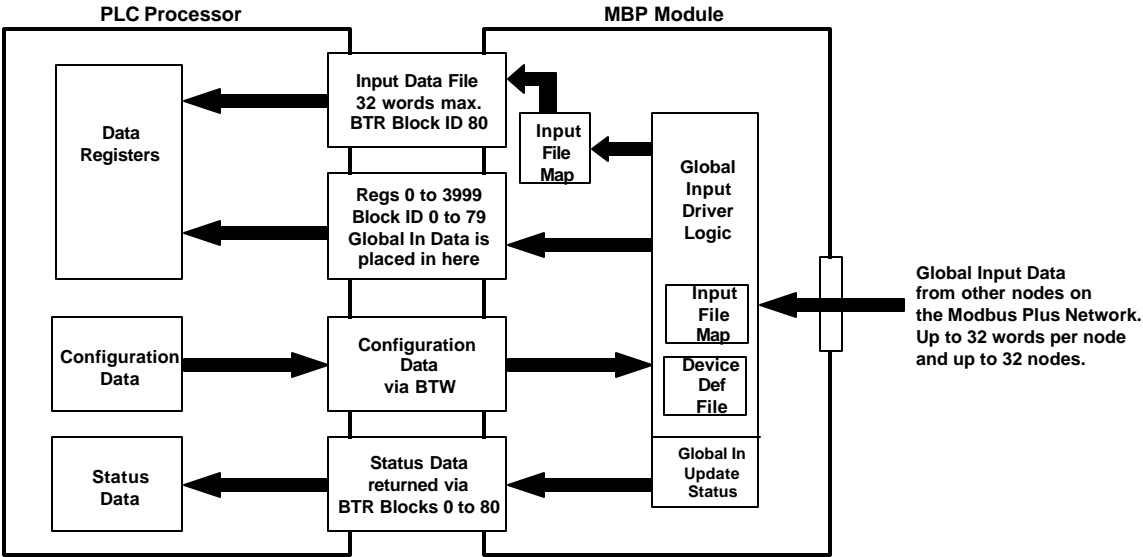 PLC Processor
MBP Module
Data
Registers
Input Data File
32 words max.
BTR Block ID 80
Input
File
Map
Global
Input
Driver
Logic
Regs 0 to 3999
Block ID 0 to 79
Global In Data is
placed in here
Input
File
Map
Global Input Data
from other nodes on
the Modbus Plus Network.
Up to 32 words per node
and up to 32 nodes.
Configuration
Data
Configuration
Data
via BTW
Device
Def
File
Status
Data
Status Data
returned via
BTR Blocks 0 to 80
Global In
Update
Status